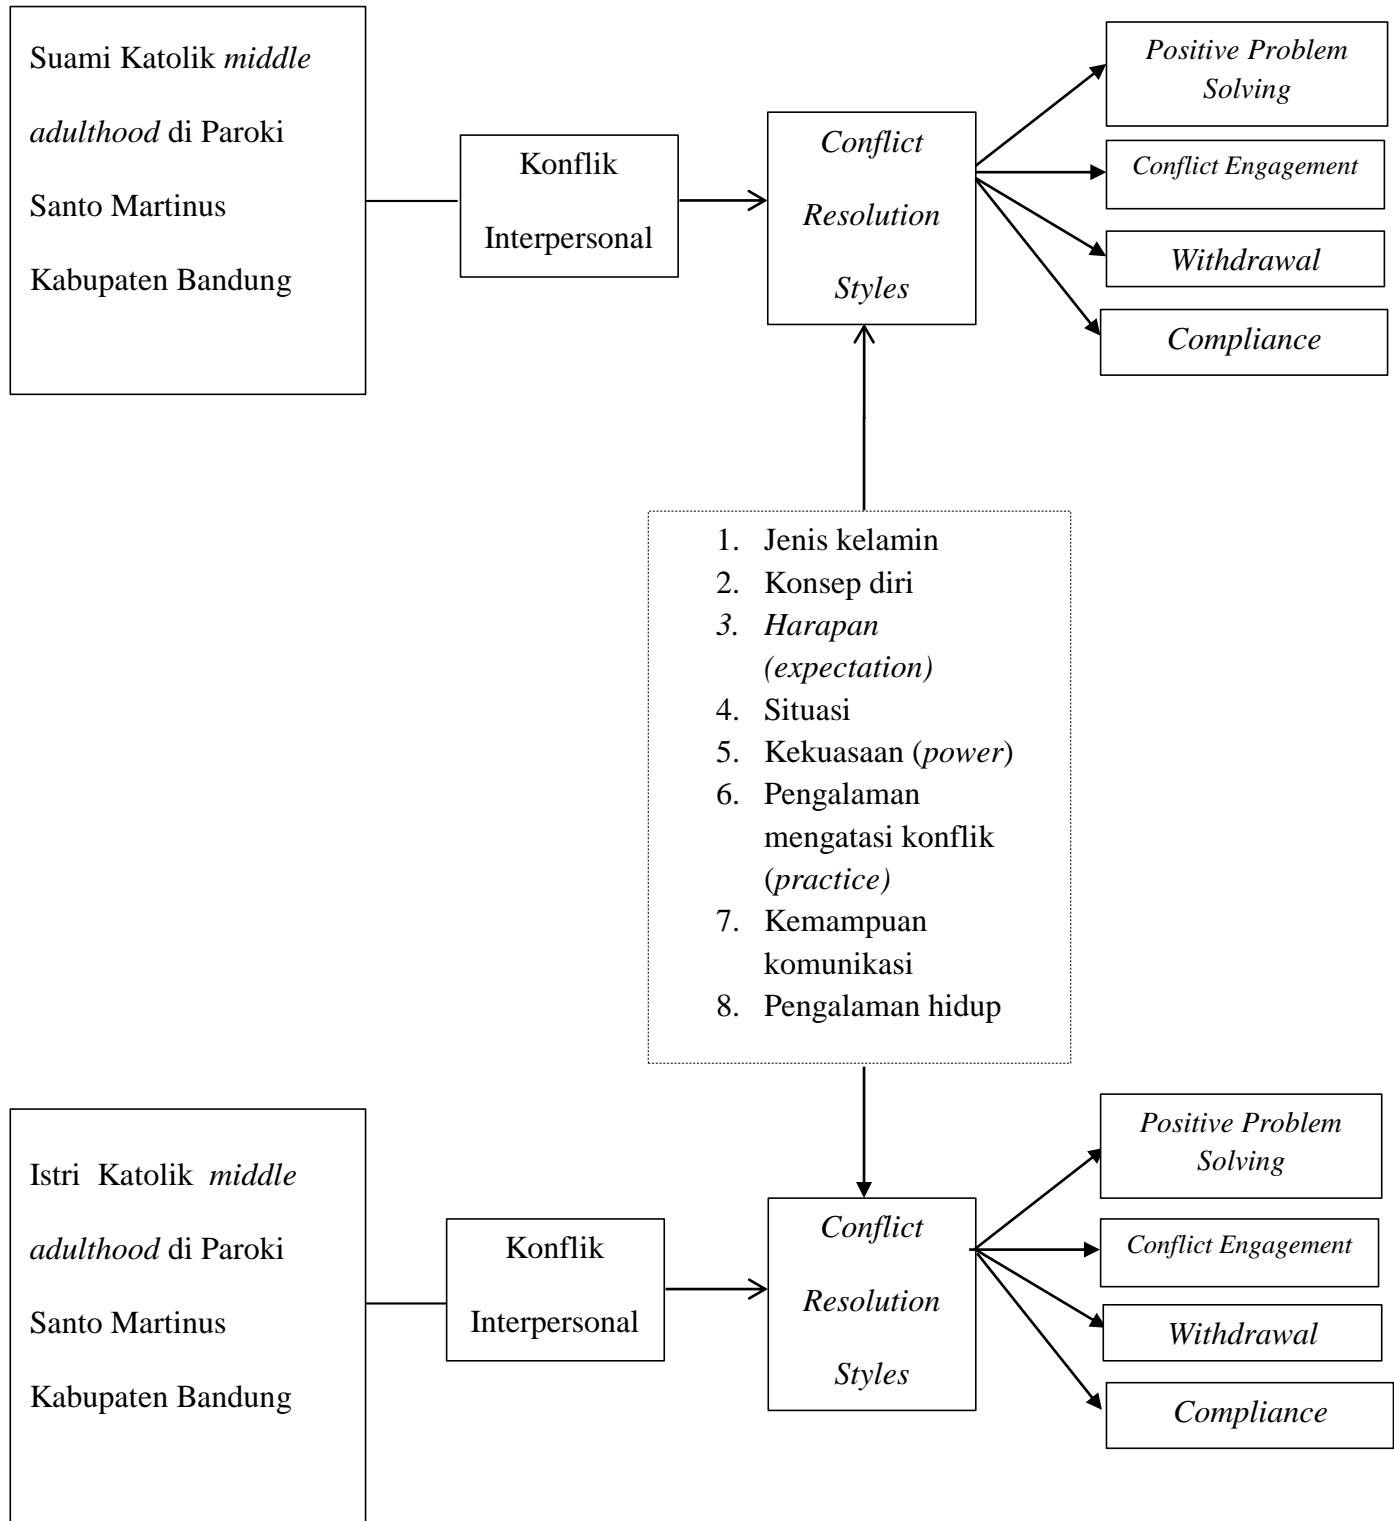 Suami Katolik middle
adulthood di Paroki
Santo Martinus
Kabupaten Bandung
Konflik
Interpersonal
Conflict
Resolution
Styles
Positive Problem
Solving
Conflict Engagement
Withdrawal
Compliance
1. Jenis kelamin
2. Konsep diri
3. Harapan
(expectation)
4. Situasi
5. Kekuasaan (power)
6. Pengalaman
mengatasi konflik
(practice)
7. Kemampuan
komunikasi
8. Pengalaman hidup
Istri Katolik middle
adulthood di Paroki
Santo Martinus
Kabupaten Bandung
Konflik
Interpersonal
Conflict
Resolution
Styles
Positive Problem
Solving
Conflict Engagement
Withdrawal
Compliance